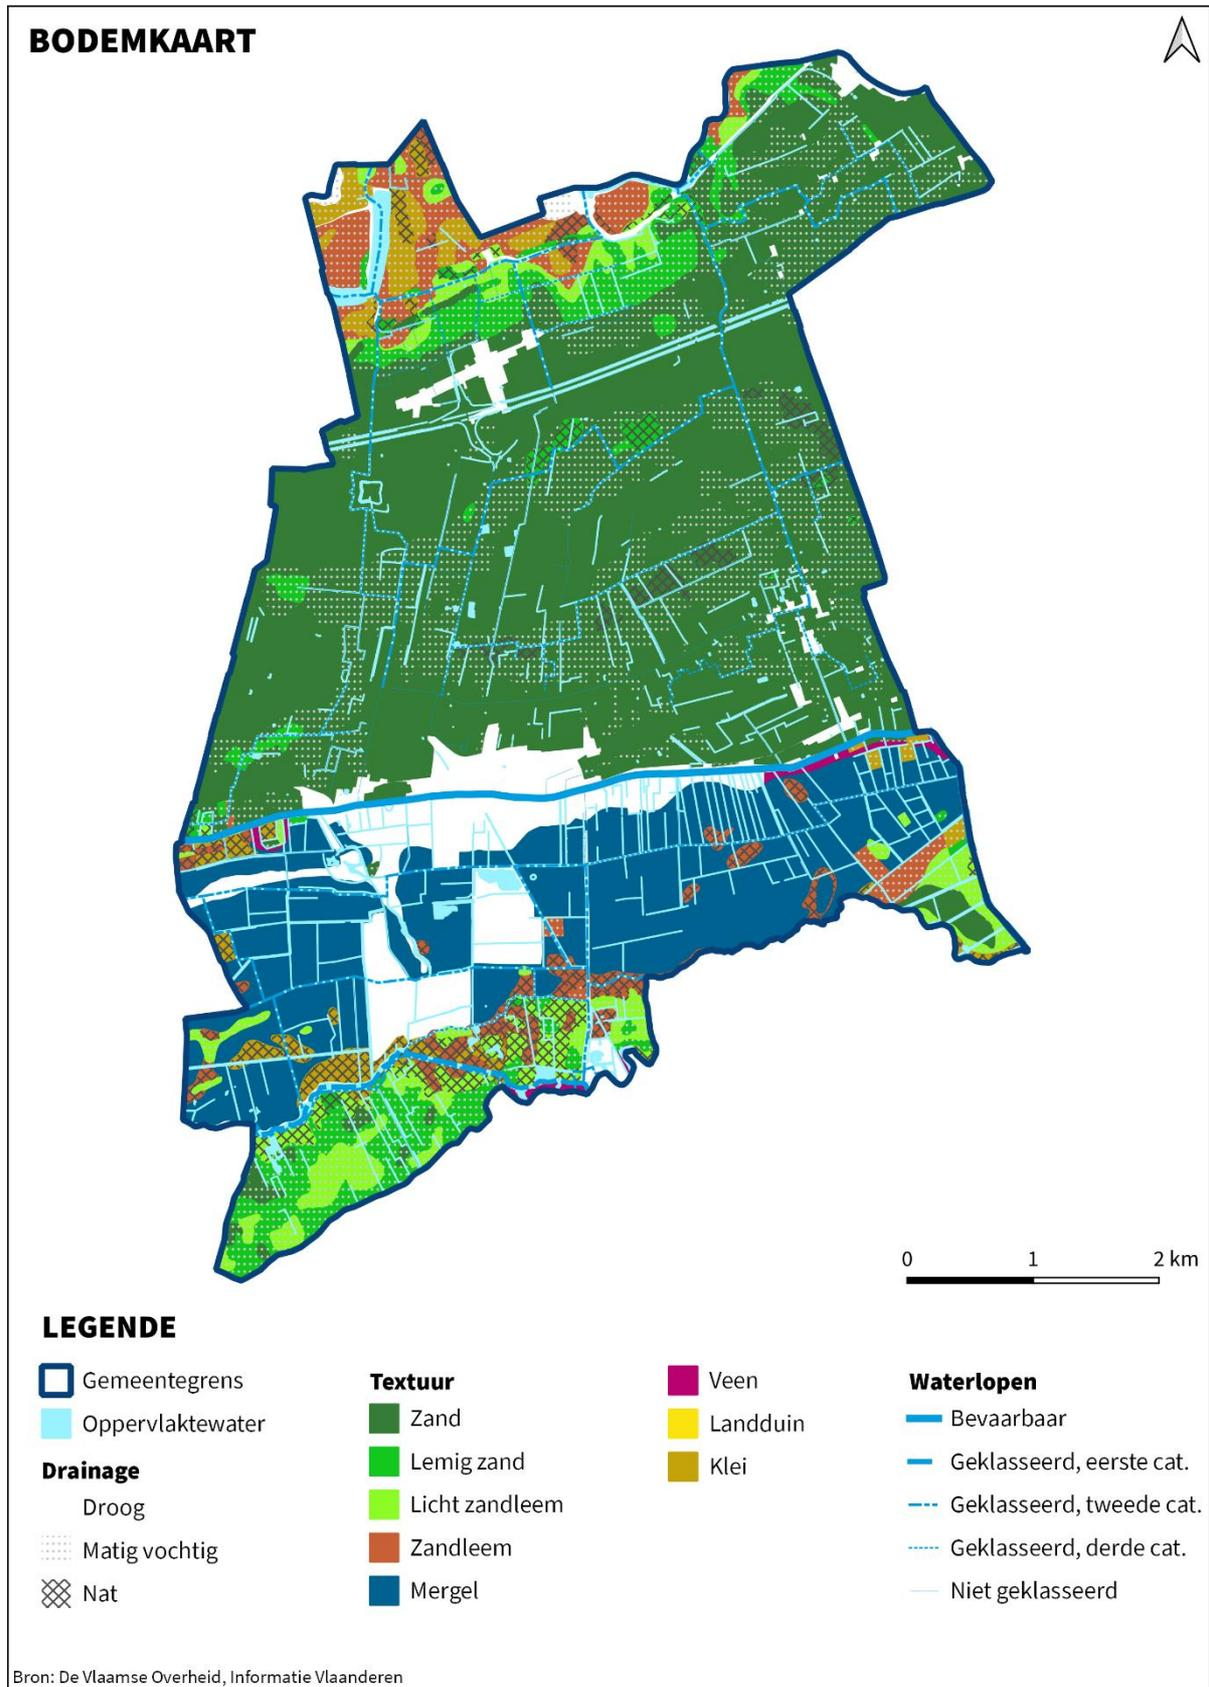 BODEMKAART
0 1 2 km
LEGENDE
Gemeentegrens
Oppervlaktewater
Drainage
Droog
Matig vochtig
Nat
Textuur
Zand
Lemig zand
Licht zandleem
Zandleem
Mergel
Veen
Landduin
Klei
Waterlopen
Bevaarbaar
Geklasseerd, eerste cat.
Geklasseerd, tweede cat.
Geklasseerd, derde cat.
Niet geklasseerd
Bron: De Vlaamse Overheid, Informatie Vlaanderen